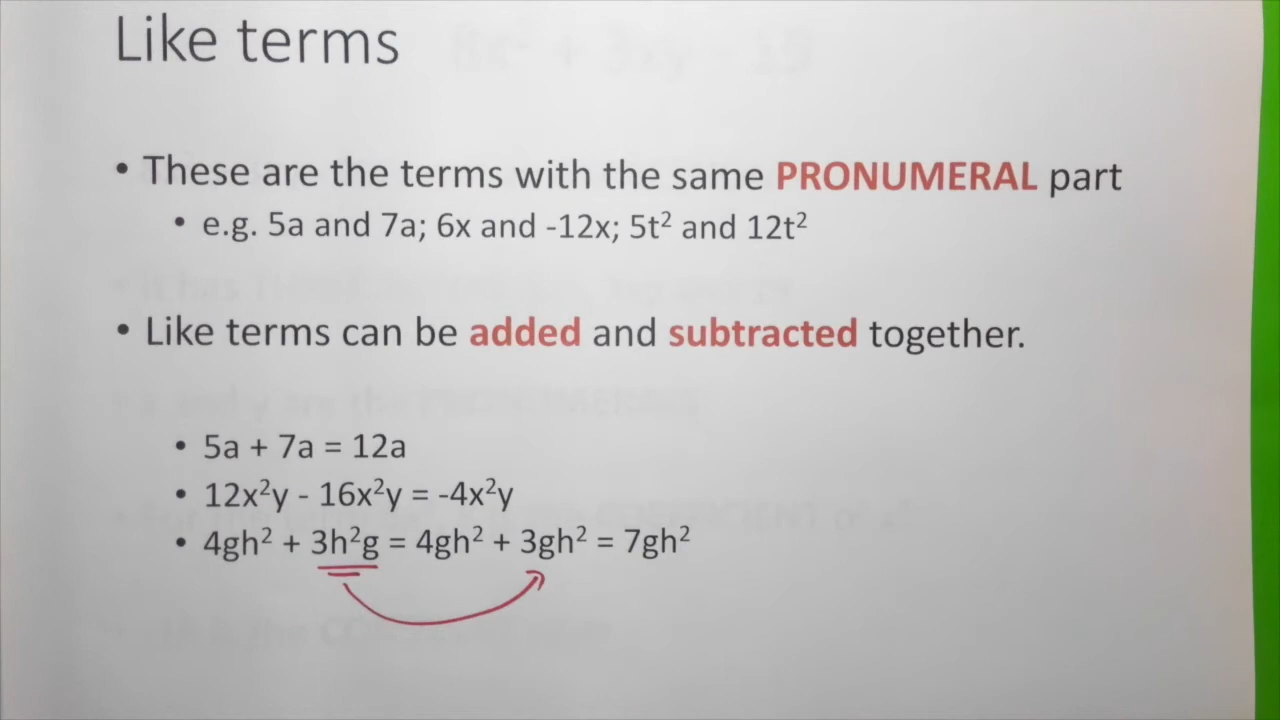 Like terms
• These are the terms with the same PRONUMERAL part
• e.g. 5a and 7a; 6x and -12x; 5t² and 12t²
• Like terms can be added and subtracted together.
• 5a + 7a = 12a
• 12x²y - 16x²y = -4x²y
• 4gh² + 3h²g = 4gh² + 3gh² = 7gh²